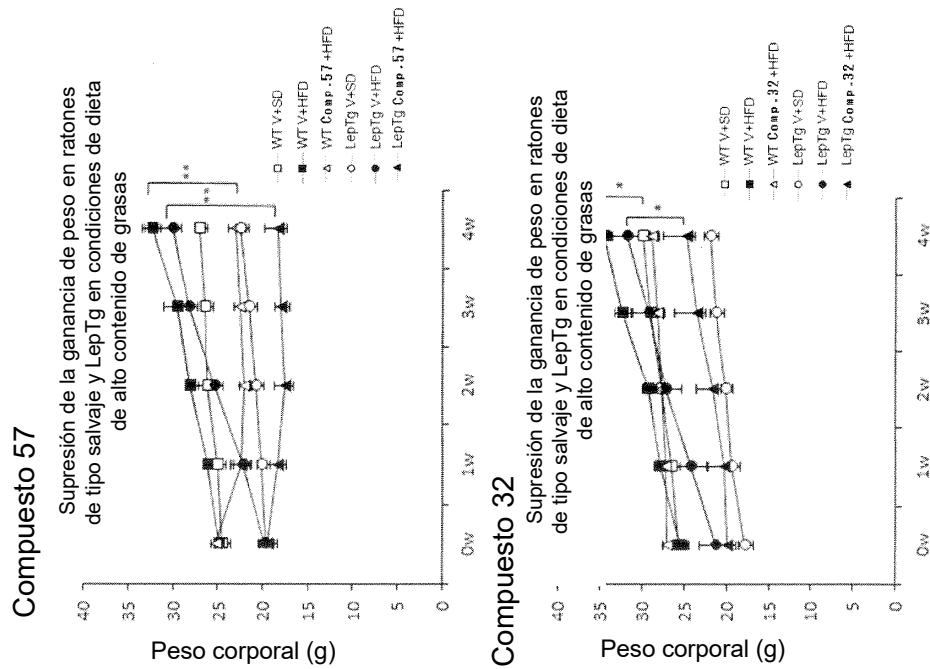 Compuesto 57
Supresión de la ganancia de peso en ratones
de tipo salvaje y LepTg en condiciones de dieta
de alto contenido de grasas
Peso corporal (g)
40
35
30
25
20
15
10
5
0
0w
1w
2w
3w
4w
**
**
WT V+SD
WT V+HFD
WT Comp.57 +HFD
LepTg V+SD
LepTg V+HFD
LepTg Comp.57 +HFD
Compuesto 32
Supresión de la ganancia de peso en ratones
de tipo salvaje y LepTg en condiciones de dieta
de alto contenido de grasas
Peso corporal (g)
40
35
30
25
20
15
10
5
0
0w
1w
2w
3w
4w
*
*
WT V+SD
WT V+HFD
WT Comp.32 +HFD
LepTg V+SD
LepTg V+HFD
LepTg Comp.32 +HFD